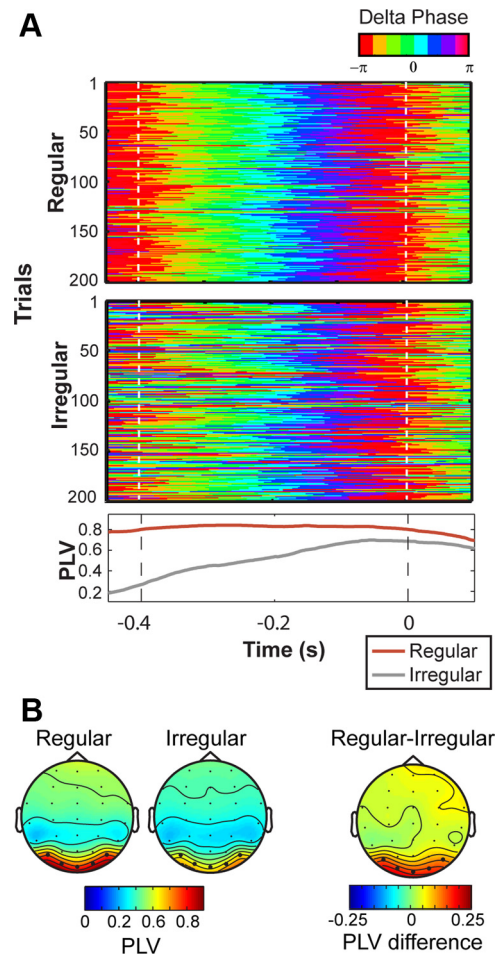 A
Delta Phase
-π 0 π
Trials
Regular
1
50
100
150
200
Irregular
1
50
100
150
200
PLV
0.8
0.6
0.4
0.2
-0.4 -0.2 0
Time (s)
Regular
Irregular
B
Regular Irregular Regular-Irregular
0 0.2 0.6 0.8
PLV
-0.25 0 0.25
PLV difference